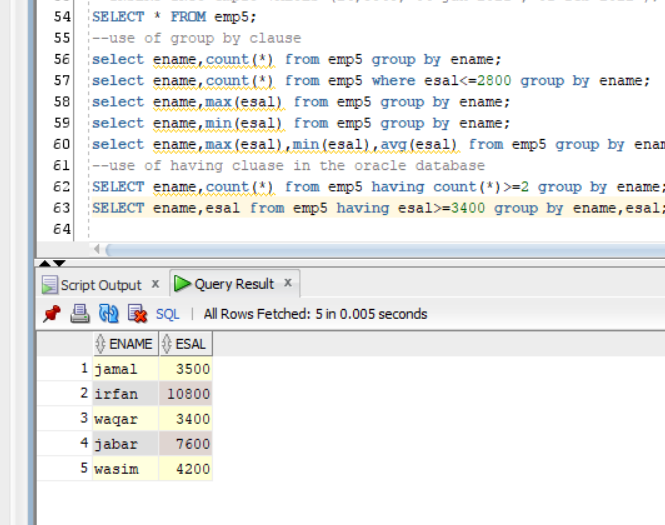 54 SELECT * FROM emp5;
55 --use of group by clause
56 select ename,count(*) from emp5 group by ename;
57 select ename,count(*) from emp5 where esal<=2800 group by ename;
58 select ename,max(esal) from emp5 group by ename;
59 select ename,min(esal) from emp5 group by ename;
60 select ename,max(esal),min(esal),avg(esal) from emp5 group by enam
61 --use of having cluase in the oracle database
62 SELECT ename,count(*) from emp5 having count(*)>=2 group by ename;
63 SELECT ename,esal from emp5 having esal>=3400 group by ename,esal;
64
Script Output x Query Result x
SQL | All Rows Fetched: 5 in 0.005 seconds
ENAME ESAL
1 jamal 3500
2 irfan 10800
3 waqar 3400
4 jabar 7600
5 wasim 4200